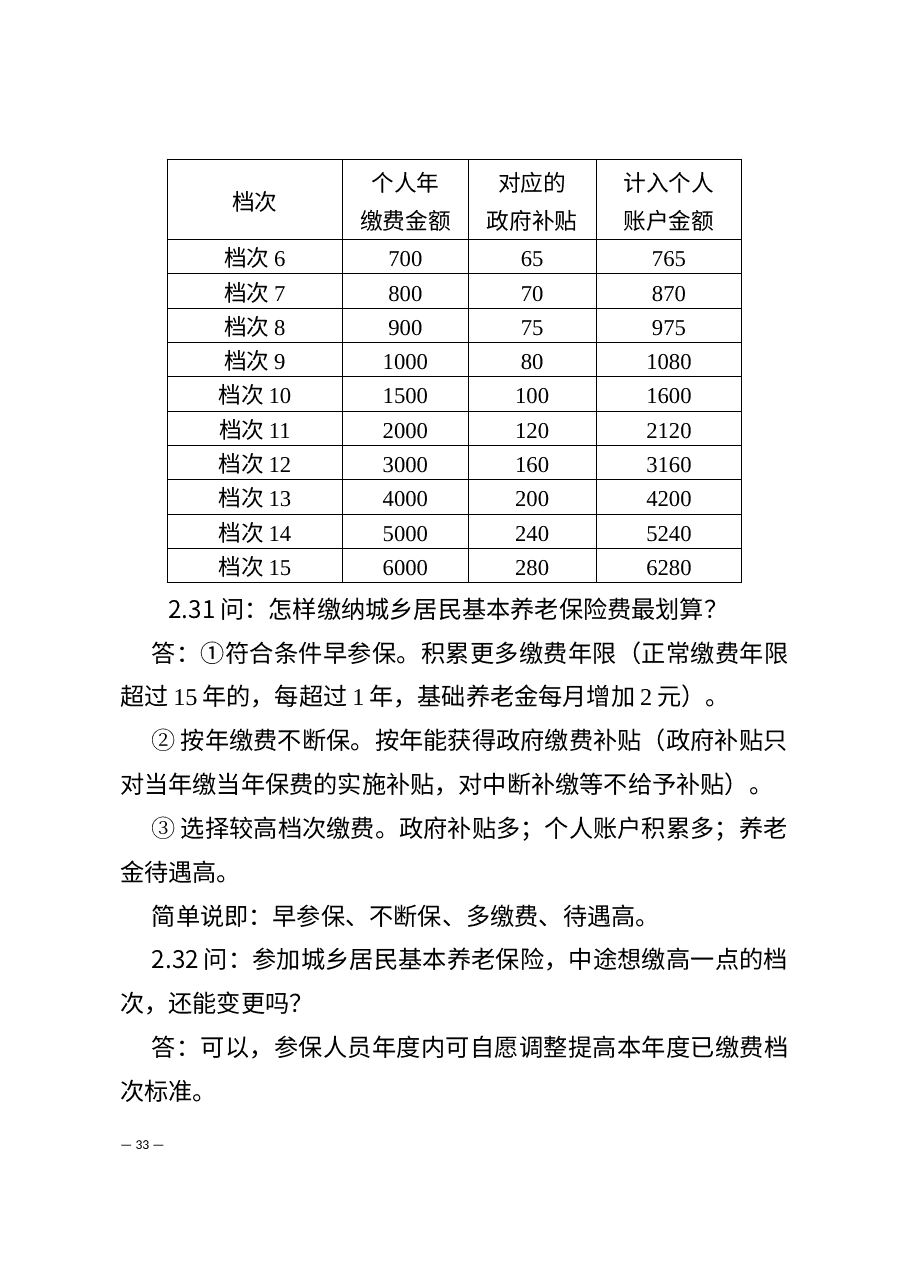 档次 个人年 对应的 计入个人
缴费金额 政府补贴 账户金额
档次 6 700 65 765
档次 7 800 70 870
档次 8 900 75 975
档次 9 1000 80 1080
档次 10 1500 100 1600
档次 11 2000 120 2120
档次 12 3000 160 3160
档次 13 4000 200 4200
档次 14 5000 240 5240
档次 15 6000 280 6280
2.31 问：怎样缴纳城乡居民基本养老保险费最划算？
答：①符合条件早参保。积累更多缴费年限（正常缴费年限
超过 15 年的，每超过 1 年，基础养老金每月增加 2 元）。
② 按年缴费不断保。按年能获得政府缴费补贴（政府补贴只
对当年缴当年保费的实施补贴，对中断补缴等不给予补贴）。
③ 选择较高档次缴费。政府补贴多；个人账户积累多；养老
金待遇高。
简单说即：早参保、不断保、多缴费、待遇高。
2.32 问：参加城乡居民基本养老保险，中途想缴高一点的档
次，还能变更吗？
答：可以，参保人员年度内可自愿调整提高本年度已缴费档
次标准。
— 33 —